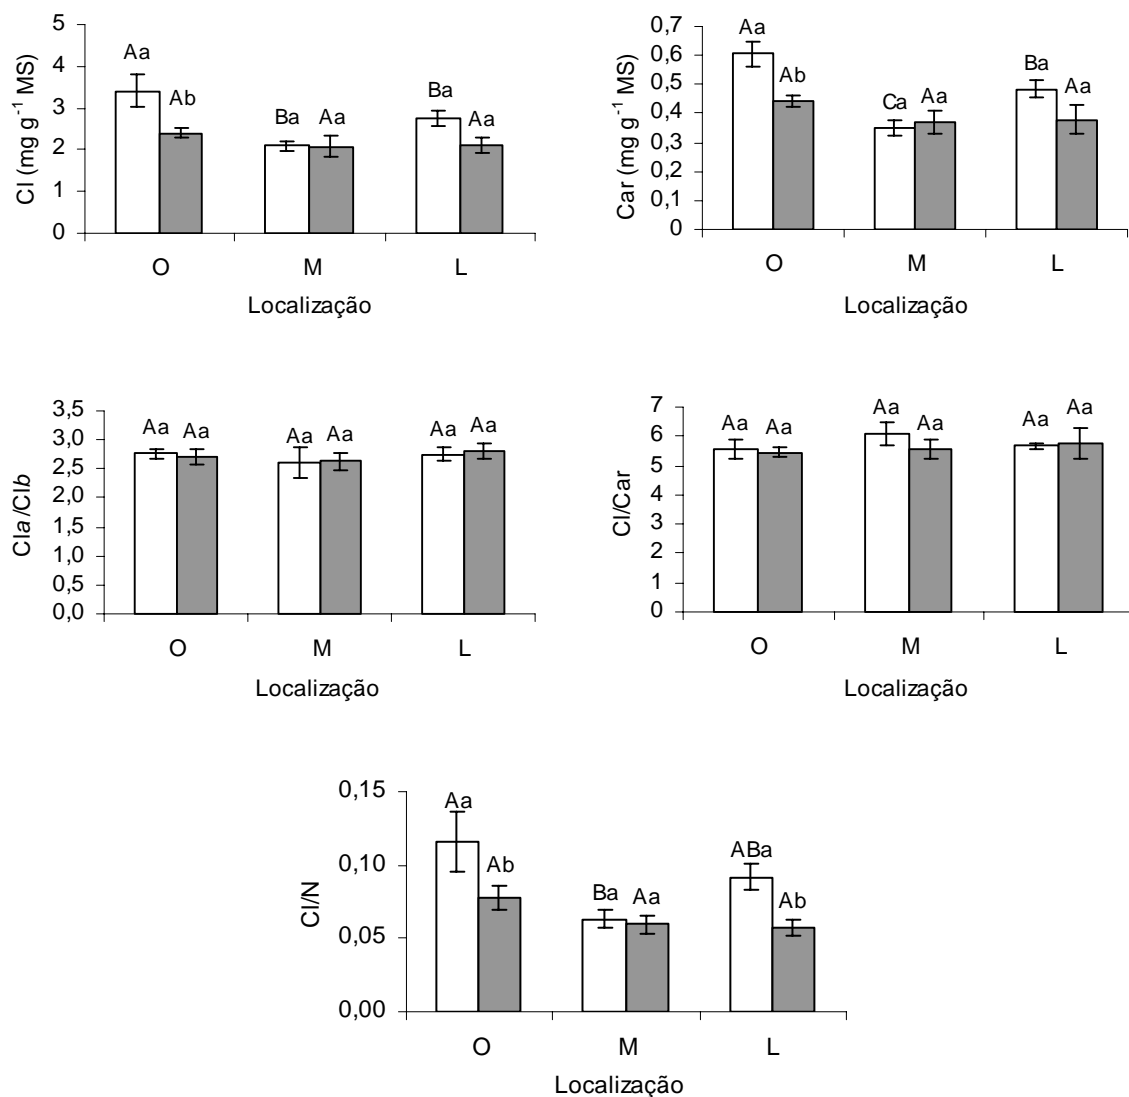 Cl (mg g⁻¹ MS)
5
4
3
2
1
0
Aa
Ab
Ba
Aa
Ba
Aa
O M L
Localização
Car (mg g⁻¹ MS)
0,7
0,6
0,5
0,4
0,3
0,2
0,1
0
Aa
Ab
Ca
Aa
Ba
Aa
O M L
Localização
Cla/Clb
3,5
3,0
2,5
2,0
1,5
1,0
0,5
0,0
Aa Aa Aa Aa Aa Aa
O M L
Localização
Cl/Car
7
6
5
4
3
2
1
0
Aa Aa Aa Aa Aa Aa
O M L
Localização
Cl/N
0,15
0,10
0,05
0,00
Aa
Ab
Ba Aa
ABa
Ab
O M L
Localização